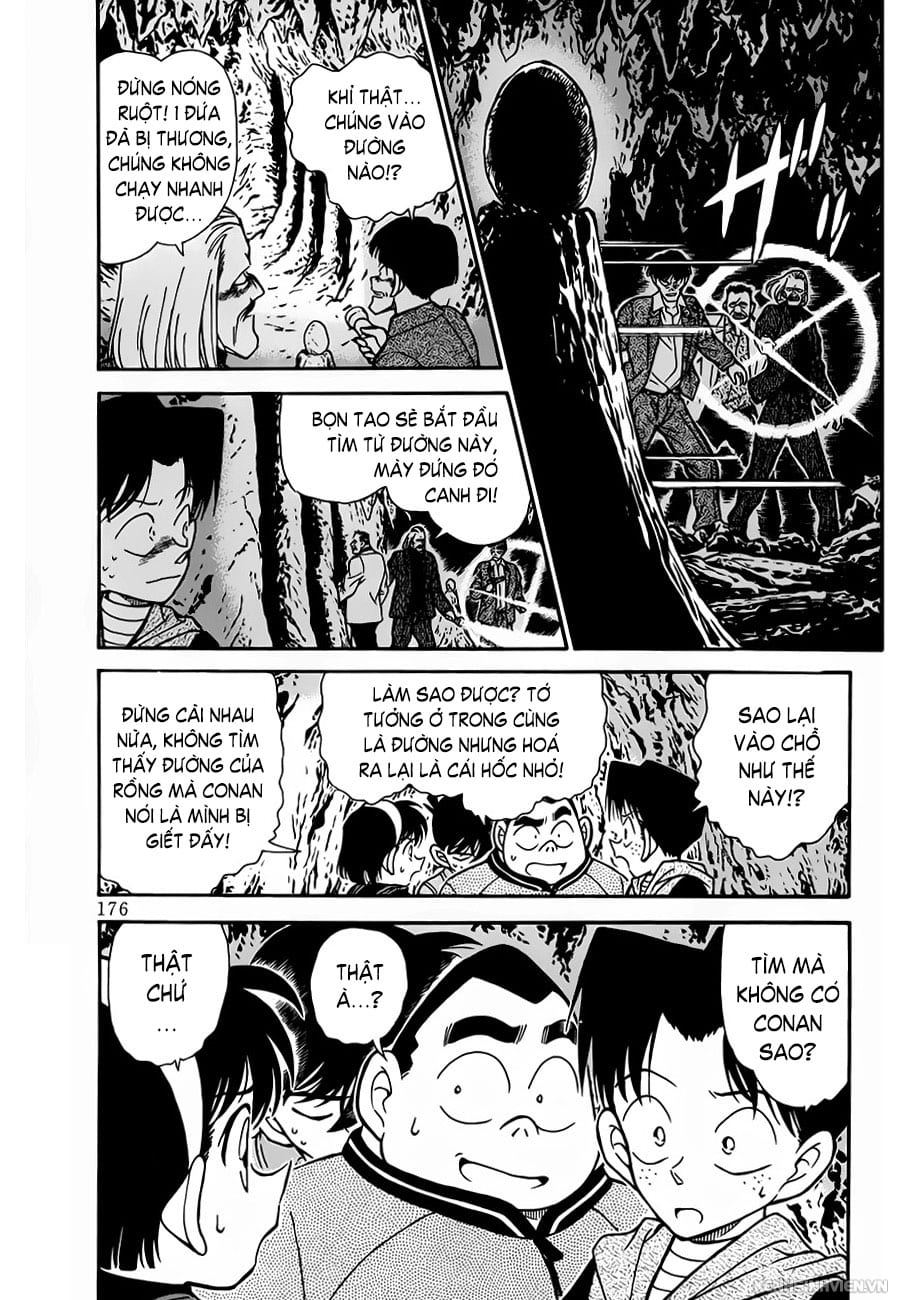 ザッ
KHỈ THẬT...
CHÚNG VÀO
ĐƯỜNG
NÀO!?
ĐỪNG NÓNG
RUỘT! 1 ĐỨA
ĐÃ BỊ THƯƠNG,
CHÚNG KHÔNG
CHẠY NHANH
ĐƯỢC...
BỌN TAO SẼ BẮT ĐẦU
TÌM TỪ ĐƯỜNG NÀY,
MÀY ĐỨNG ĐÓ
CANH ĐI!
SAO LẠI
VÀO CHỖ
NHƯ THẾ
NÀY!?
LÀM SAO ĐƯỢC? TỚ
TƯỞNG Ở TRONG CÙNG
LÀ ĐƯỜNG NHƯNG HOÁ
RA LẠI LÀ CÁI HỐC NHỎ!
ĐỪNG CÃI NHAU
NỮA, KHÔNG TÌM
THẤY ĐƯỜNG CỦA
RỒNG MÀ CONAN
NÓI LÀ MÌNH BỊ
GIẾT ĐẤY!
176
TÌM MÀ
KHÔNG CÓ
CONAN
SAO?
THẬT
À...?
THẬT
CHỨ
...